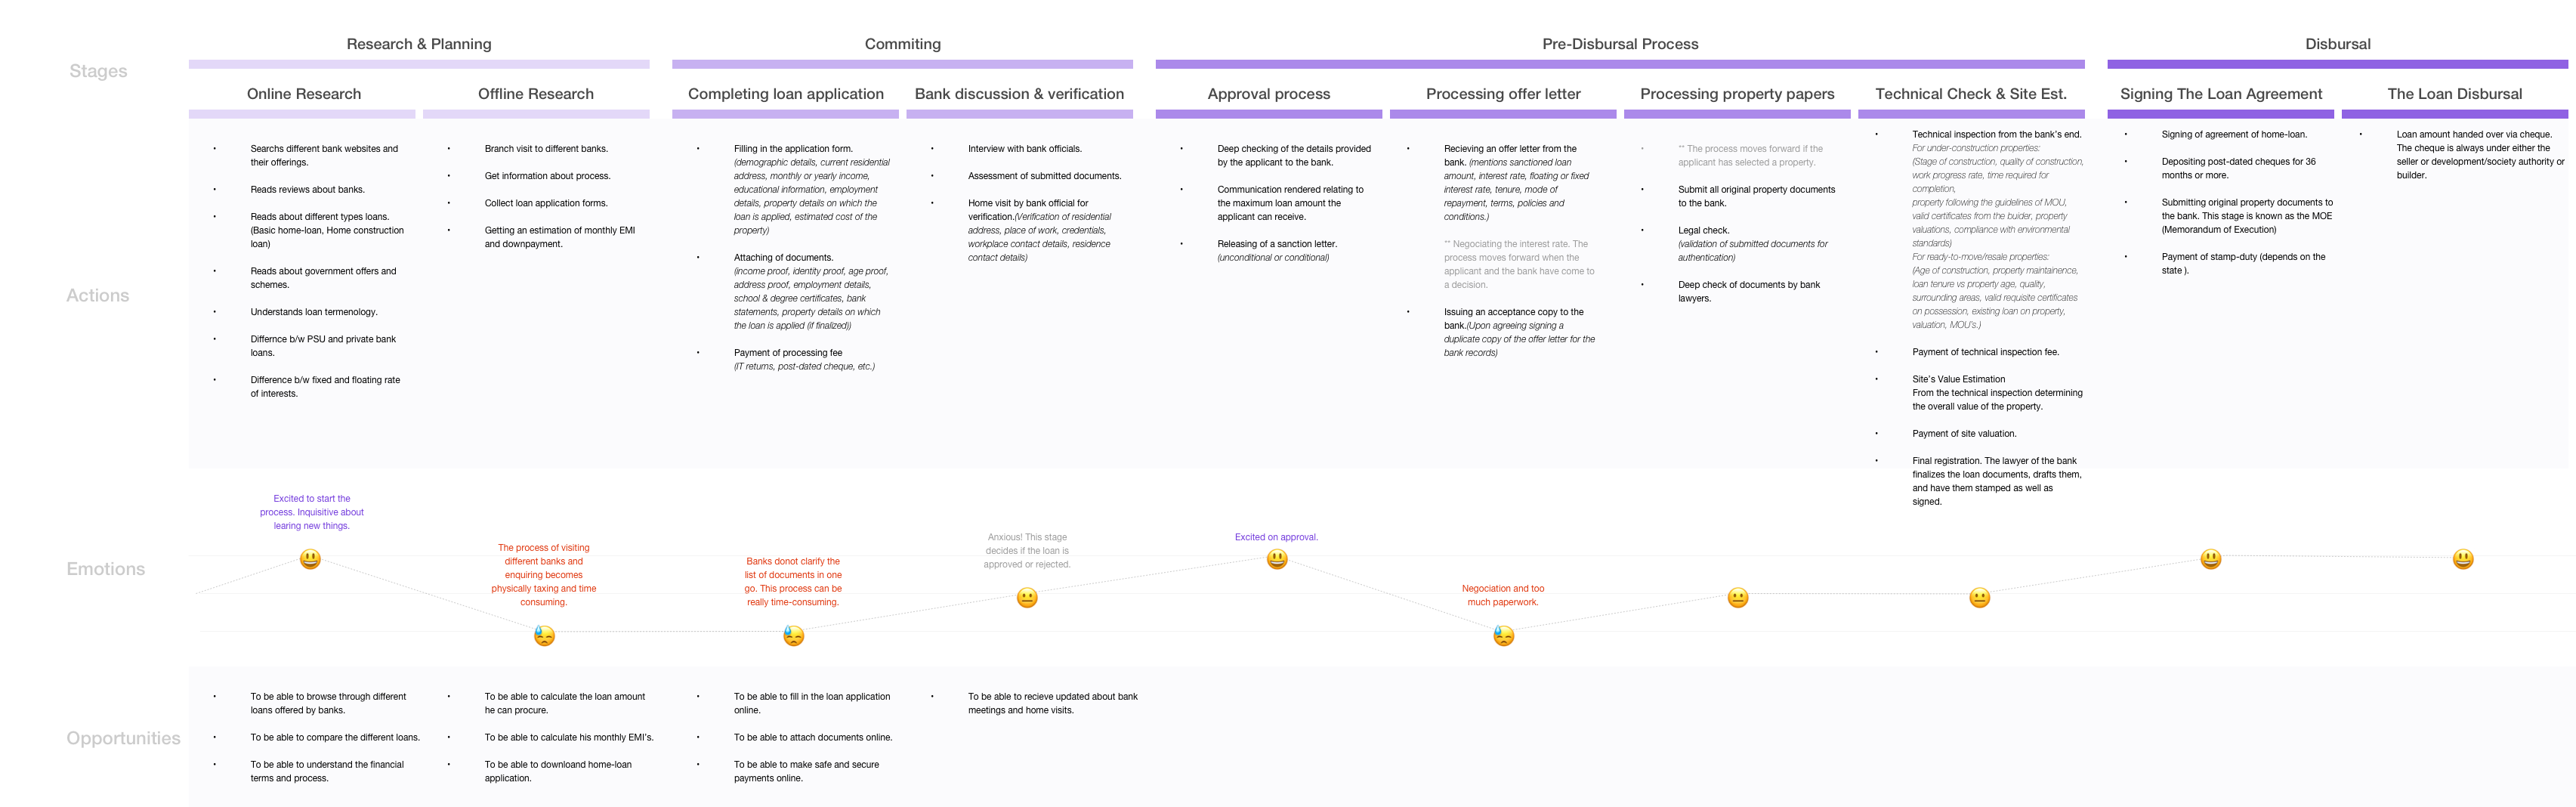 Research & Planning
Commiting
Pre-Disbursal Process
Disbursal
Stages
Online Research
Offline Research
Completing loan application
Bank discussion & verification
Approval process
Processing offer letter
Processing property papers
Technical Check & Site Est.
Signing The Loan Agreement
The Loan Disbursal
Actions
• Searchs different bank websites and
their offerings.
• Reads reviews about banks.
• Reads about different types loans.
(Basic home-loan, Home construction
loan)
• Reads about government offers and
schemes.
• Understands loan termenology.
• Differnce b/w PSU and private bank
loans.
• Difference b/w fixed and floating rate
of interests.
• Branch visit to different banks.
• Get information about process.
• Collect loan application forms.
• Getting an estimation of monthly EMI
and downpayment.
• Filling in the application form.
(demographic details, current residential
address, monthly or yearly income,
educational information, employment
details, property details on which the
loan is applied, estimated cost of the
property)
• Attaching of documents.
(income proof, identity proof, age proof,
address proof, employment details,
school & degree certificates, bank
statements, property details on which
the loan is applied (if finalized))
• Payment of processing fee
(IT returns, post-dated cheque, etc.)
• Interview with bank officials.
• Assessment of submitted documents.
• Home visit by bank official for
verification.(Verification of residential
address, place of work, credentials,
workplace contact details, residence
contact details)
• Deep checking of the details provided
by the applicant to the bank.
• Communication rendered relating to
the maximum loan amount the
applicant can receive.
• Releasing of a sanction letter.
(unconditional or conditional)
• Recieving an offer letter from the
bank. (mentions sanctioned loan
amount, interest rate, floating or fixed
interest rate, tenure, mode of
repayment, terms, policies and
conditions.)
** Negotiating the interest rate. The
process moves forward when the
applicant and the bank have come to
a decision.
• Issuing an acceptance copy to the
bank.(Upon agreeing signing a
duplicate copy of the offer letter for the
bank records)
• ** The process moves forward if the
applicant has selected a property.
• Submit all original property documents
to the bank.
• Legal check.
(validation of submitted documents for
authentication)
• Deep check of documents by bank
lawyers.
• Technical inspection from the bank's end.
For under-construction properties:
(Stage of construction, quality of construction,
work progress rate, time required for
completion,
property following the guidelines of MOU,
valid certificates from the buider, property
valuations, compliance with environmental
standards)
For ready-to-move/resale properties:
(Age of construction, property maintainence,
loan tenure vs property age, quality,
surrounding areas, valid requisite certificates
on possession, existing loan on property,
valuation, MOU's.)
• Payment of technical inspection fee.
• Site's Value Estimation
From the technical inspection determining
the overall value of the property.
• Payment of site valuation.
• Final registration. The lawyer of the bank
finalizes the loan documents, drafts them,
and have them stamped as well as
signed.
• Signing of agreement of home-loan.
• Depositing post-dated cheques for 36
months or more.
• Submitting original property documents to
the bank. This stage is known as the MOE
(Memorandum of Execution)
• Payment of stamp-duty (depends on the
state ).
• Loan amount handed over via cheque.
The cheque is always under either the
seller or development/society authority or
builder.
Emotions
Excited to start the
process. Inquisitive about
learing new things.
The process of visiting
different banks and
enquiring becomes
physically taxing and time
consuming.
Banks donot clarify the
list of documents in one
go. This process can be
really time-consuming.
Anxious! This stage
decides if the loan is
approved or rejected.
Excited on approval.
Negociation and too
much paperwork.
Opportunities
• To be able to browse through different
loans offered by banks.
• To be able to compare the different loans.
• To be able to understand the financial
terms and process.
• To be able to calculate the loan amount
he can procure.
• To be able to calculate his monthly EMI's.
• To be able to downloand home-loan
application.
• To be able to fill in the loan application
online.
• To be able to attach documents online.
• To be able to make safe and secure
payments online.
• To be able to recieve updated about bank
meetings and home visits.